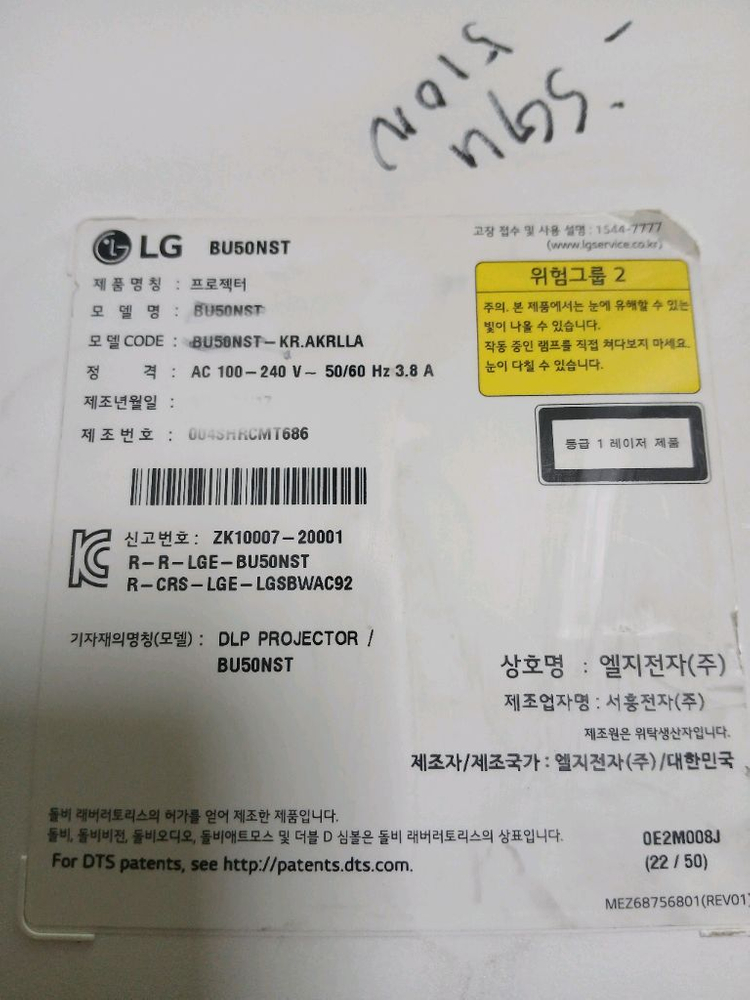 LG BU50NST
고장 접수 및 사용 설명 : 1544-7777
(www.lgservice.co.kr)
제품명칭 : 프로젝터
모 델 명 : BU50NST
모델CODE : BU50NST-KR.AKRLLA
정 격 : AC 100-240 V~ 50/60 Hz 3.8 A
제조년월일 :
제조번호 : 004SHRCMT686
위험그룹 2
주의. 본 제품에서는 눈에 유해할 수 있는
빛이 나올 수 있습니다.
작동 중인 램프를 직접 쳐다보지 마세요.
눈이 다칠 수 있습니다.
등급 1 레이저 제품
신고번호: ZK10007-20001
R-R-LGE-BU50NST
R-CRS-LGE-LGSBWAC92
기자재의명칭(모델) : DLP PROJECTOR /
BU50NST
상호명 : 엘지전자(주)
제조업자명 : 서흥전자(주)
제조원은 위탁생산자입니다.
제조자/제조국가 : 엘지전자(주)/대한민국
돌비 래버러토리스의 허가를 얻어 제조한 제품입니다.
돌비, 돌비비전, 돌비오디오, 돌비애트모스 및 더블 D 심볼은 돌비 래버러토리스의 상표입니다.
For DTS patents, see http://patents.dts.com.
0E2M008J
(22 / 50)
MEZ68756801(REV01)